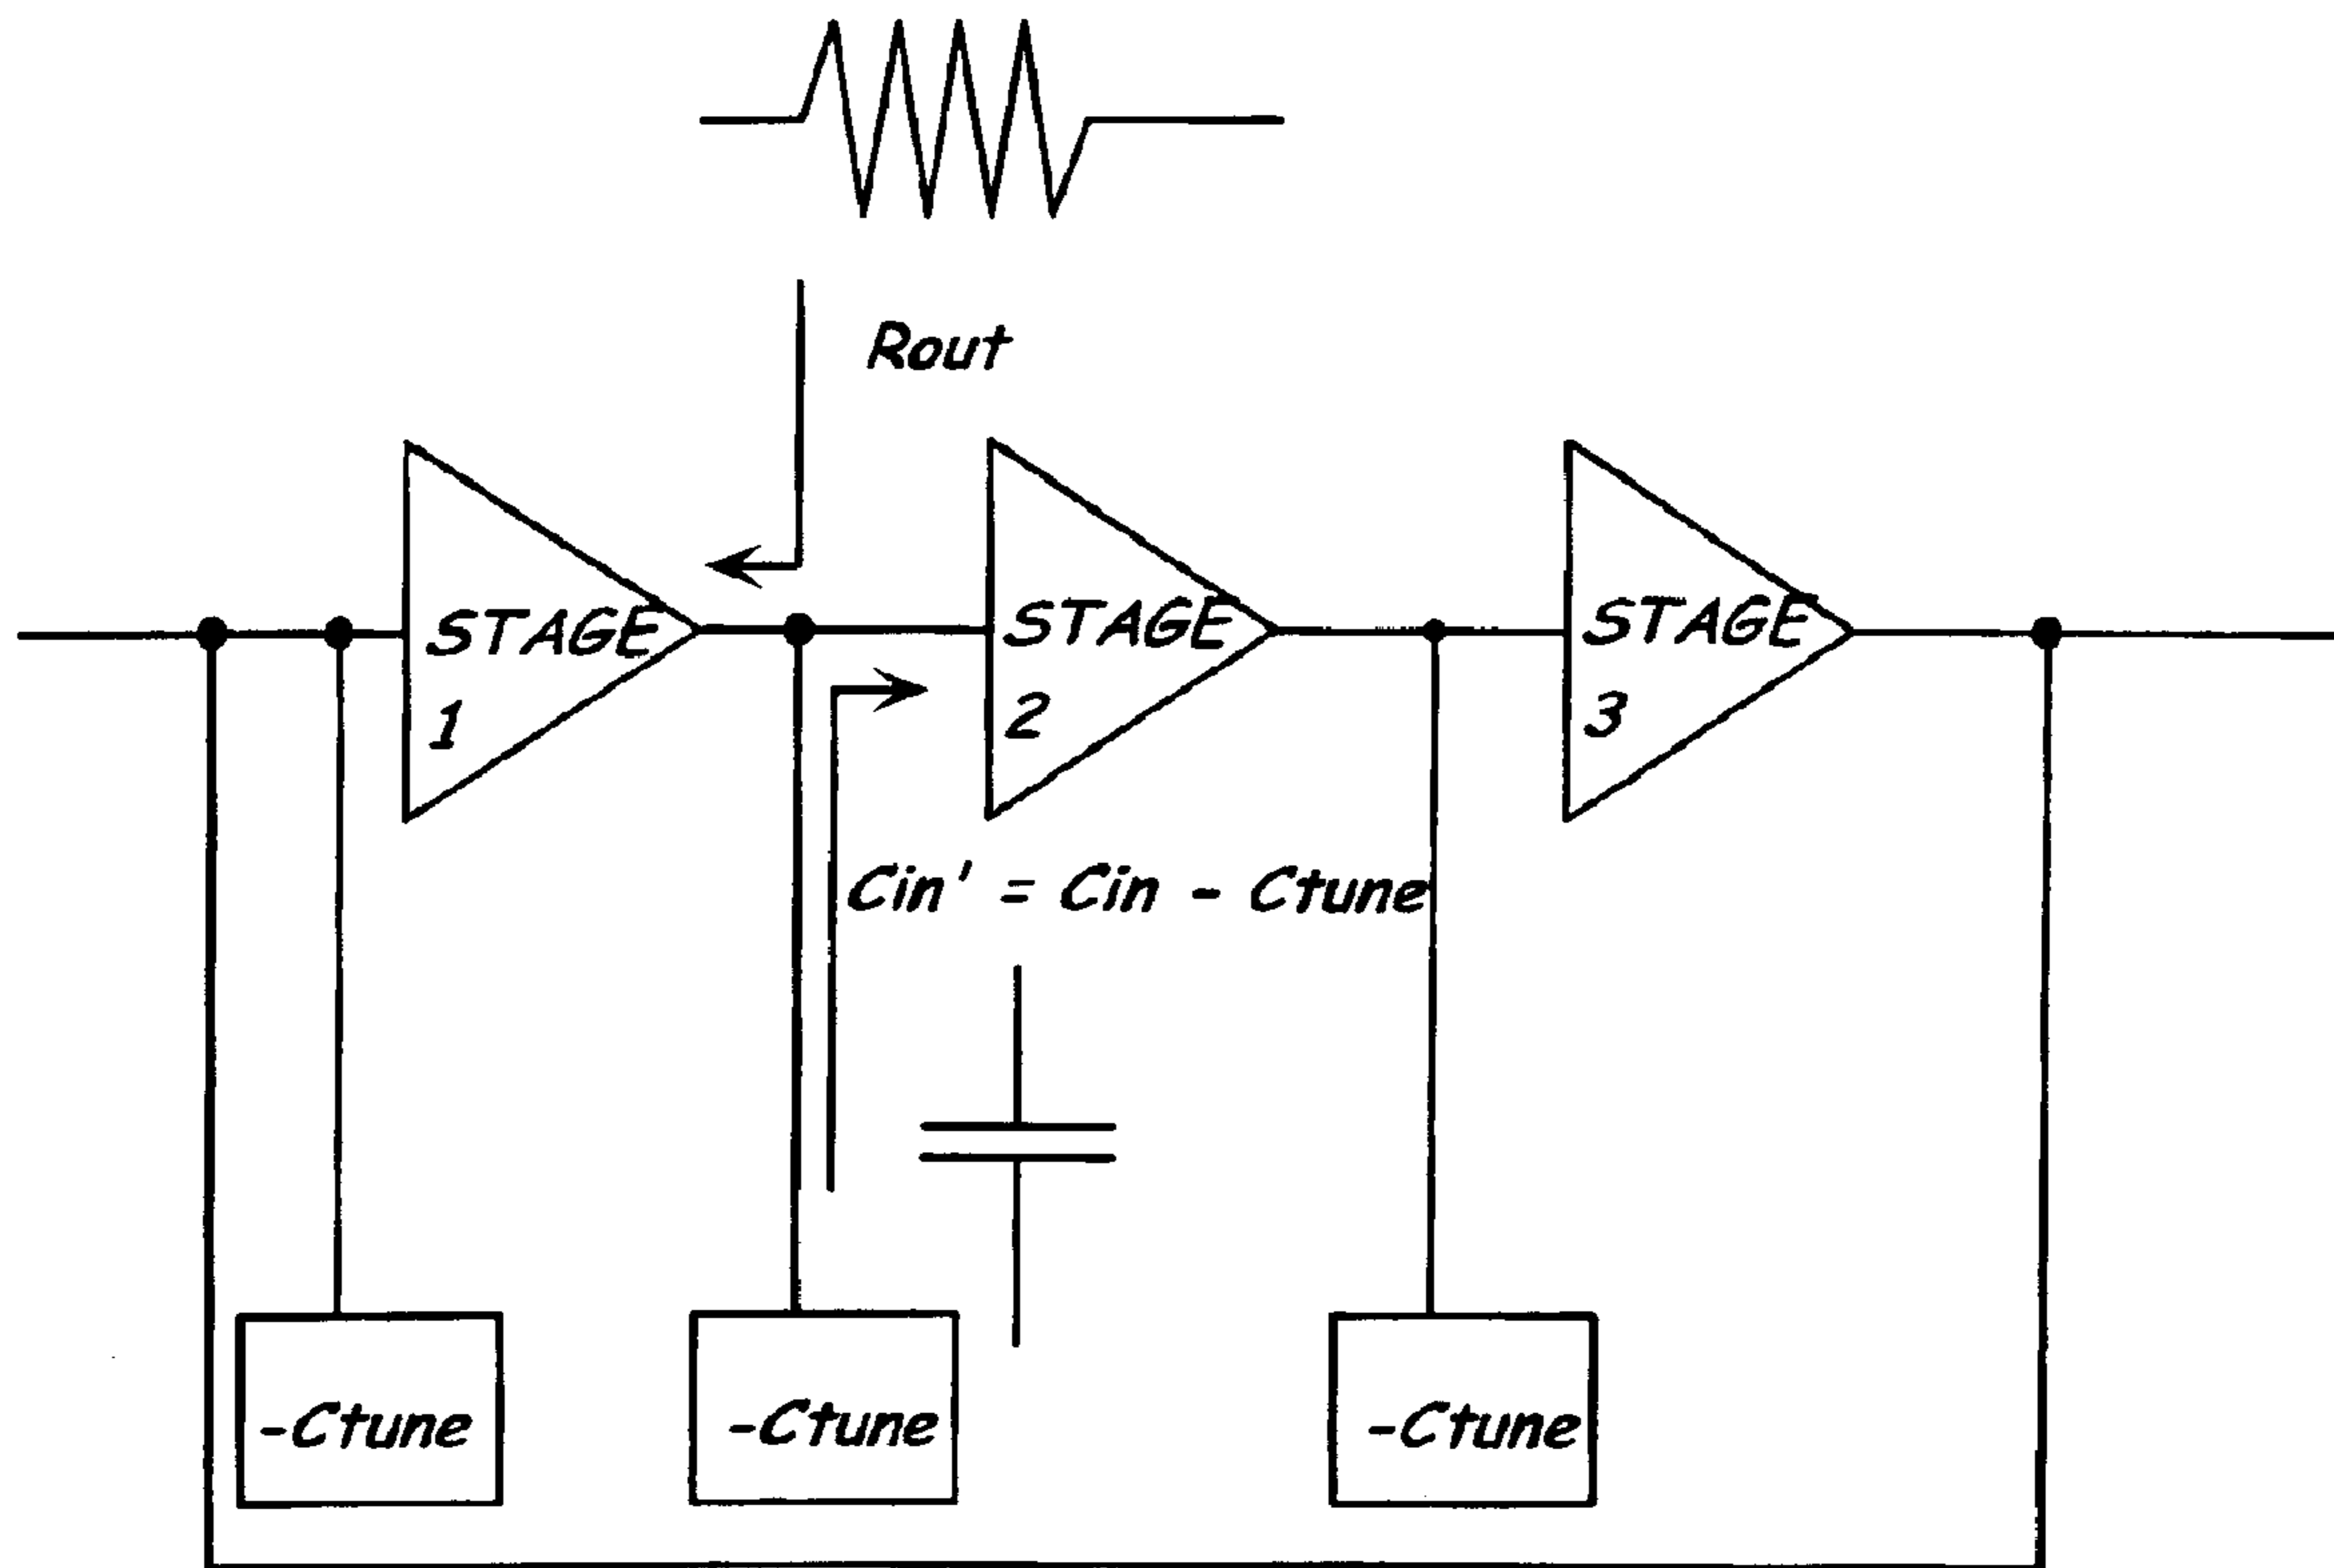 Rout
STAGE
1
STAGE
2
STAGE
3
Cin' = Cin - Ctune
-Ctune
-Ctune
-Ctune